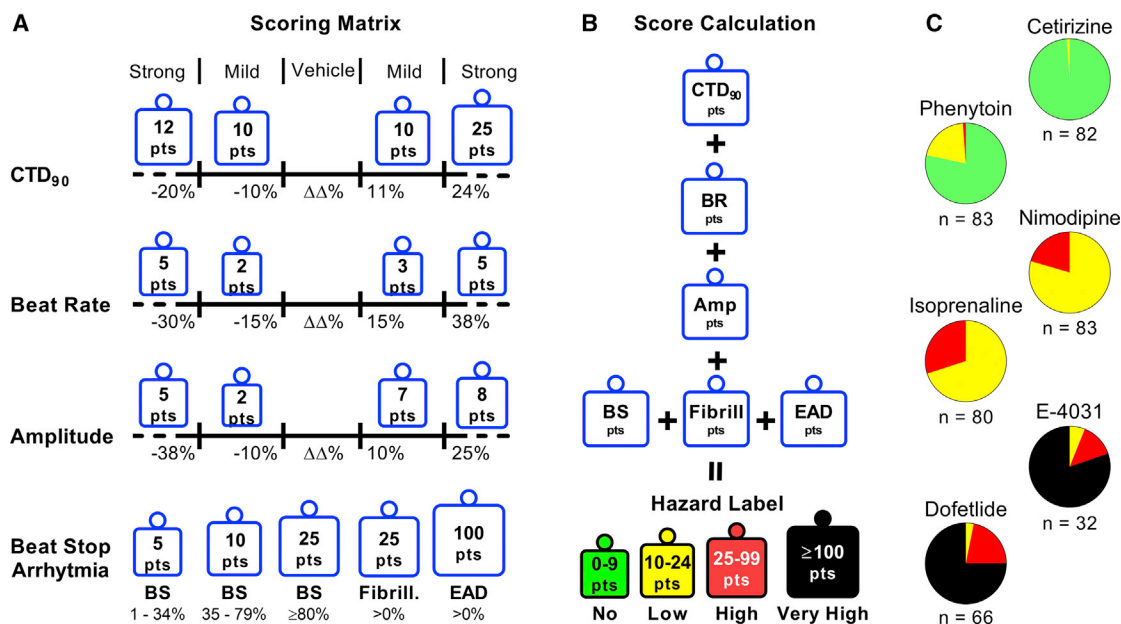 A
Scoring Matrix
Strong | Mild | Vehicle | Mild | Strong
12 pts
10 pts
10 pts
25 pts
CTD90
-20% -10% ΔΔ% 11% 24%
5 pts
2 pts
3 pts
5 pts
Beat Rate
-30% -15% ΔΔ% 15% 38%
5 pts
2 pts
7 pts
8 pts
Amplitude
-38% -10% ΔΔ% 10% 25%
Beat Stop
Arrhytmia
5 pts
10 pts
25 pts
25 pts
100 pts
BS BS BS Fibrill. EAD
1 - 34% 35 - 79% ≥80% >0% >0%
B
Score Calculation
CTD90
pts
+
BR
pts
+
Amp
pts
+
BS pts + Fibrill pts + EAD pts
=
Hazard Label
0-9 pts
10-24 pts
25-99 pts
≥100 pts
No Low High Very High
C
Cetirizine
n = 82
Phenytoin
n = 83
Nimodipine
n = 83
Isoprenaline
n = 80
E-4031
n = 32
Dofetlide
n = 66